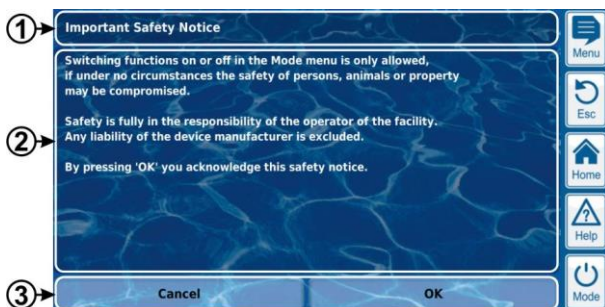 1
Important Safety Notice
2
Switching functions on or off in the Mode menu is only allowed,
if under no circumstances the safety of persons, animals or property
may be compromised.
Safety is fully in the responsibility of the operator of the facility.
Any liability of the device manufacturer is excluded.
By pressing 'OK' you acknowledge this safety notice.
3
Cancel
OK
Menu
Esc
Home
?
Help
Mode